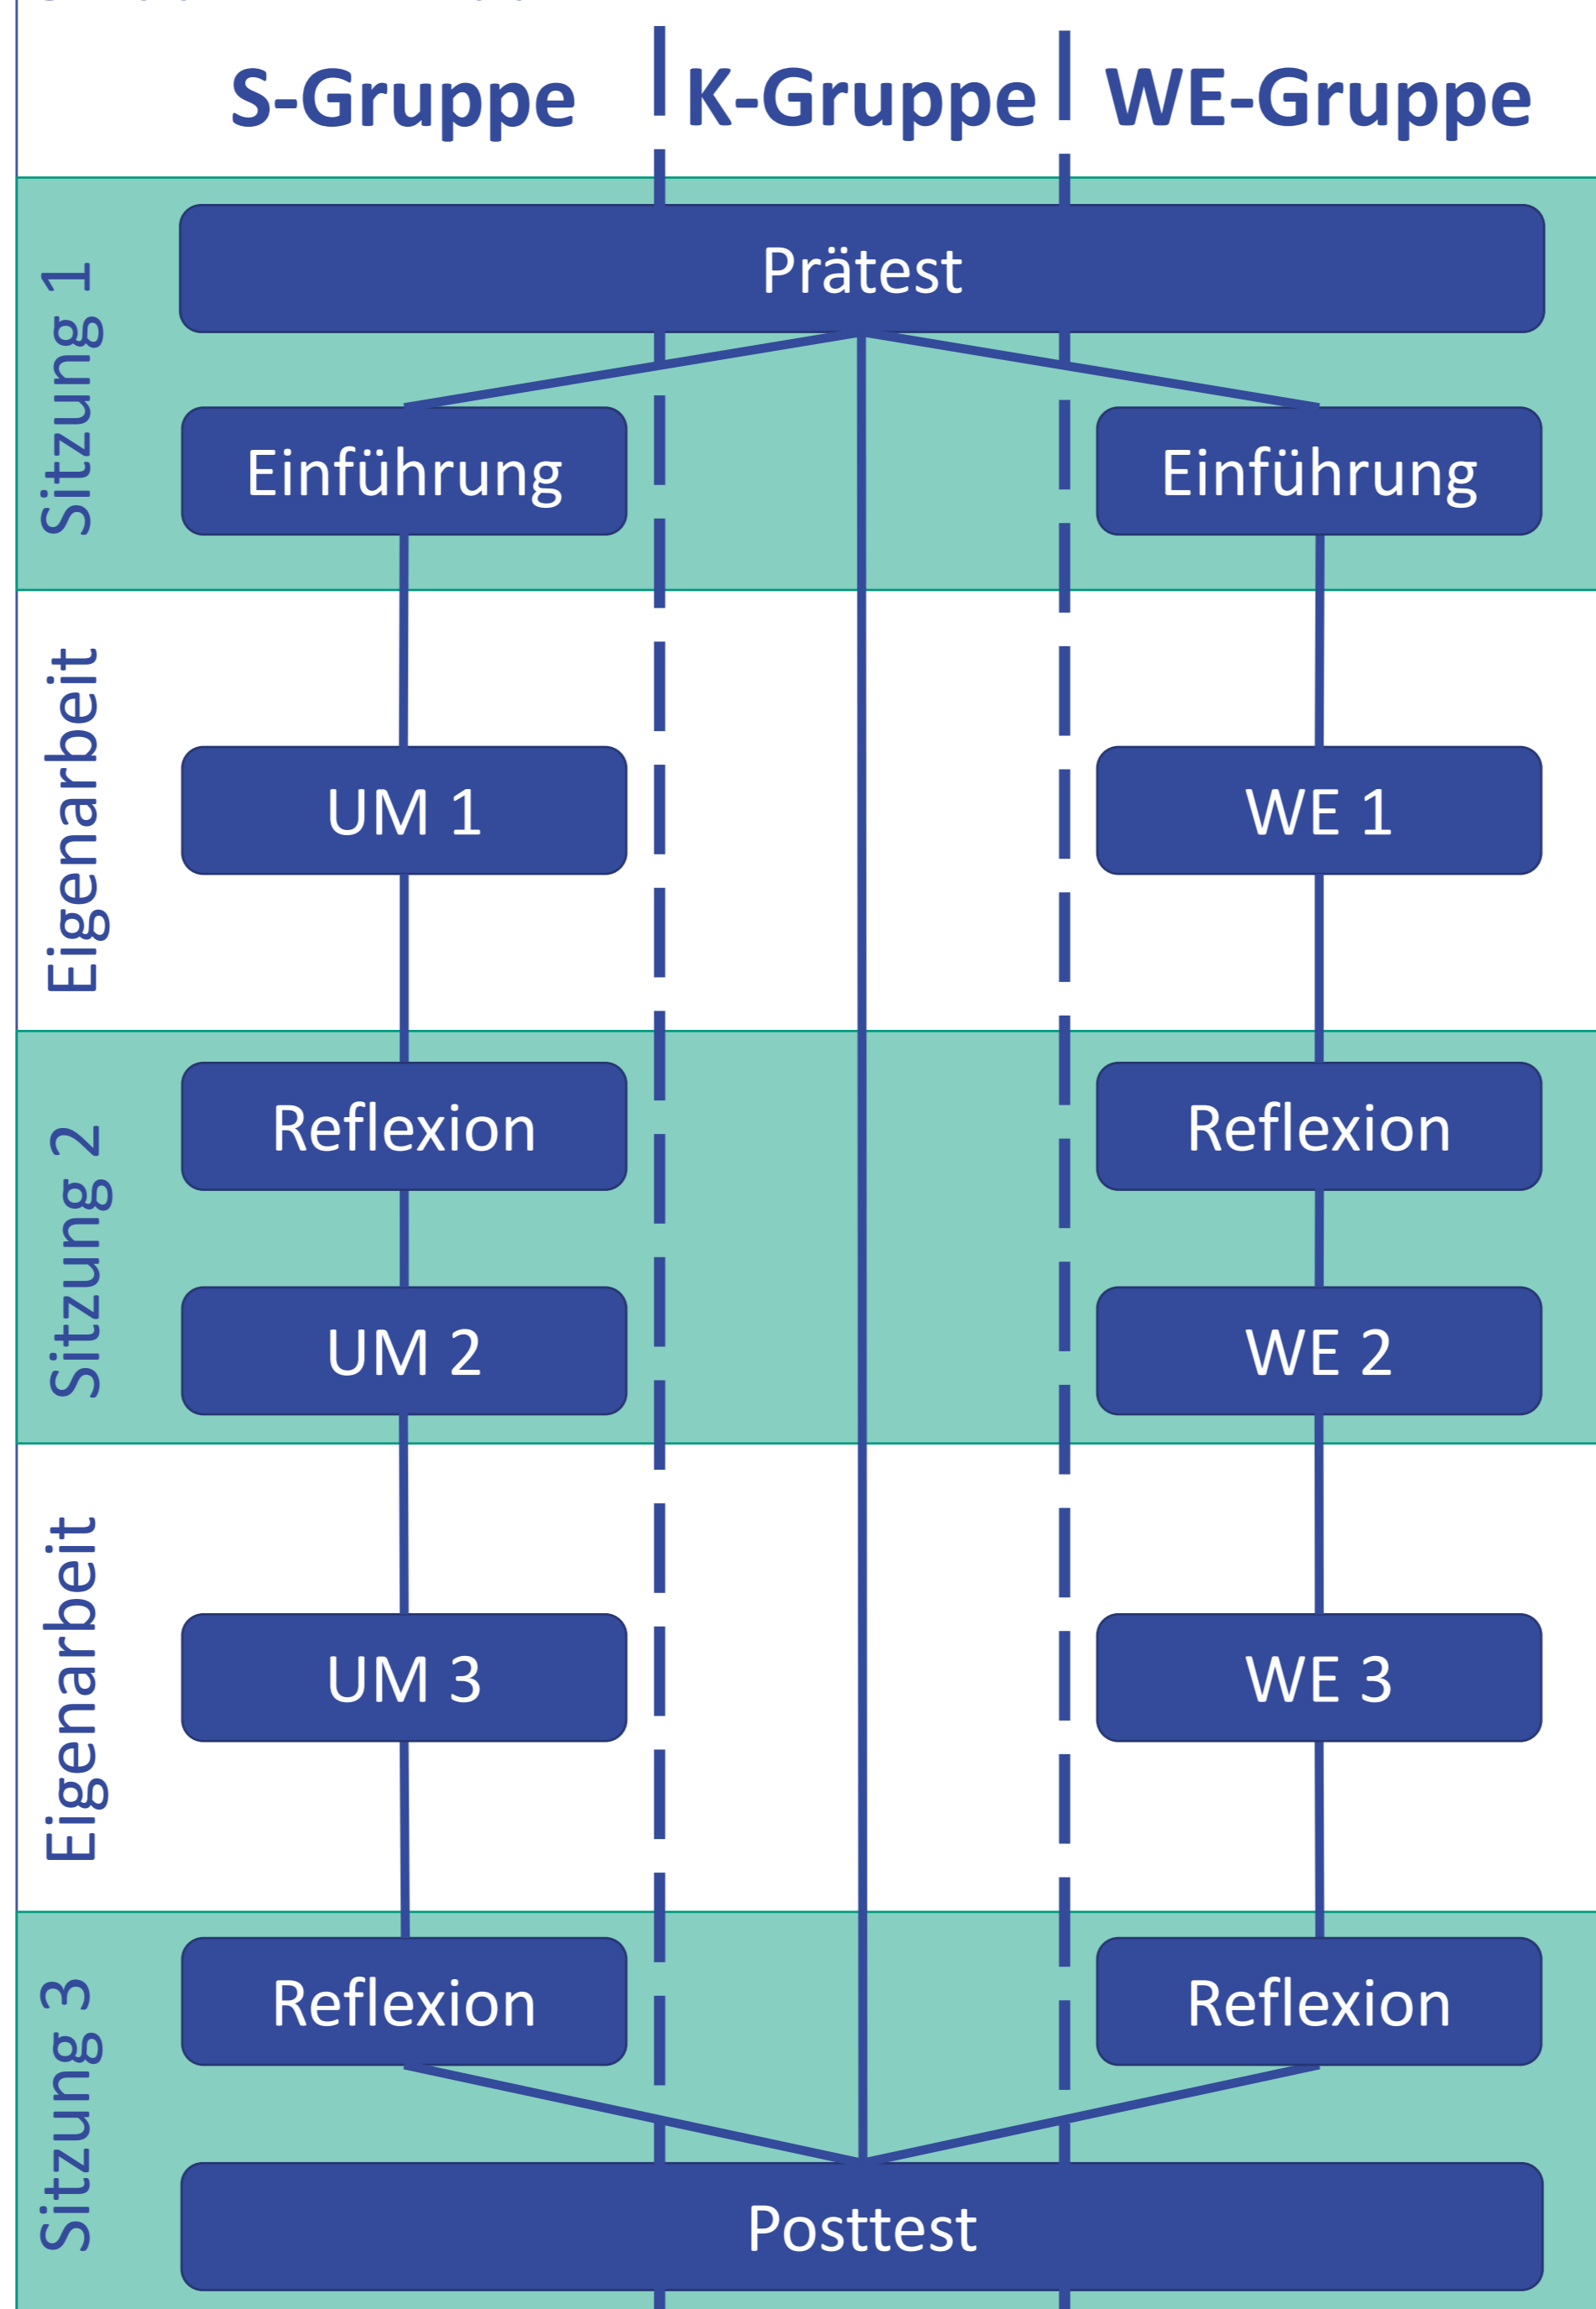 S-Gruppe K-Gruppe WE-Gruppe
Sitzung 1
Prätest
Einführung Einführung
Eigenarbeit
UM 1 WE 1
Sitzung 2
Reflexion Reflexion
UM 2 WE 2
Eigenarbeit
UM 3 WE 3
Sitzung 3
Reflexion Reflexion
Posttest